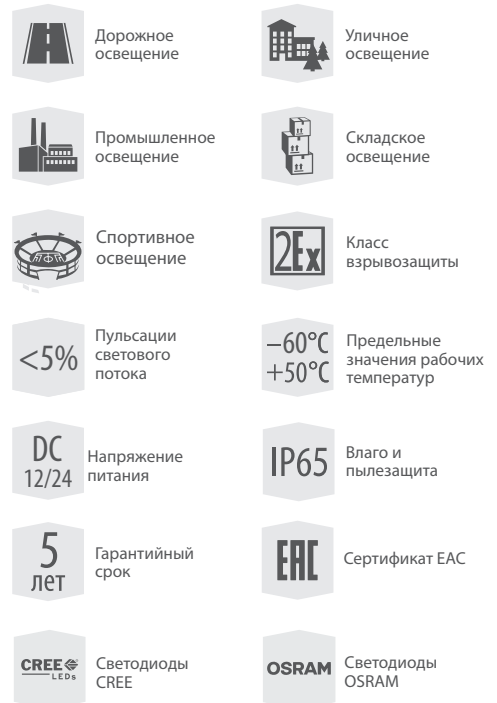 Дорожное
освещение
Уличное
освещение
Промышленное
освещение
Складское
освещение
Спортивное
освещение
2Ex
Класс
взрывозащиты
<5%
Пульсации
светового
потока
−60°C
+50°C
Предельные
значения рабочих
температур
DC
12/24
Напряжение
питания
IP65
Влаго и
пылезащита
5
лет
Гарантийный
срок
EAC
Сертификат ЕАС
CREE
LEDs
Светодиоды
CREE
OSRAM
Светодиоды
OSRAM